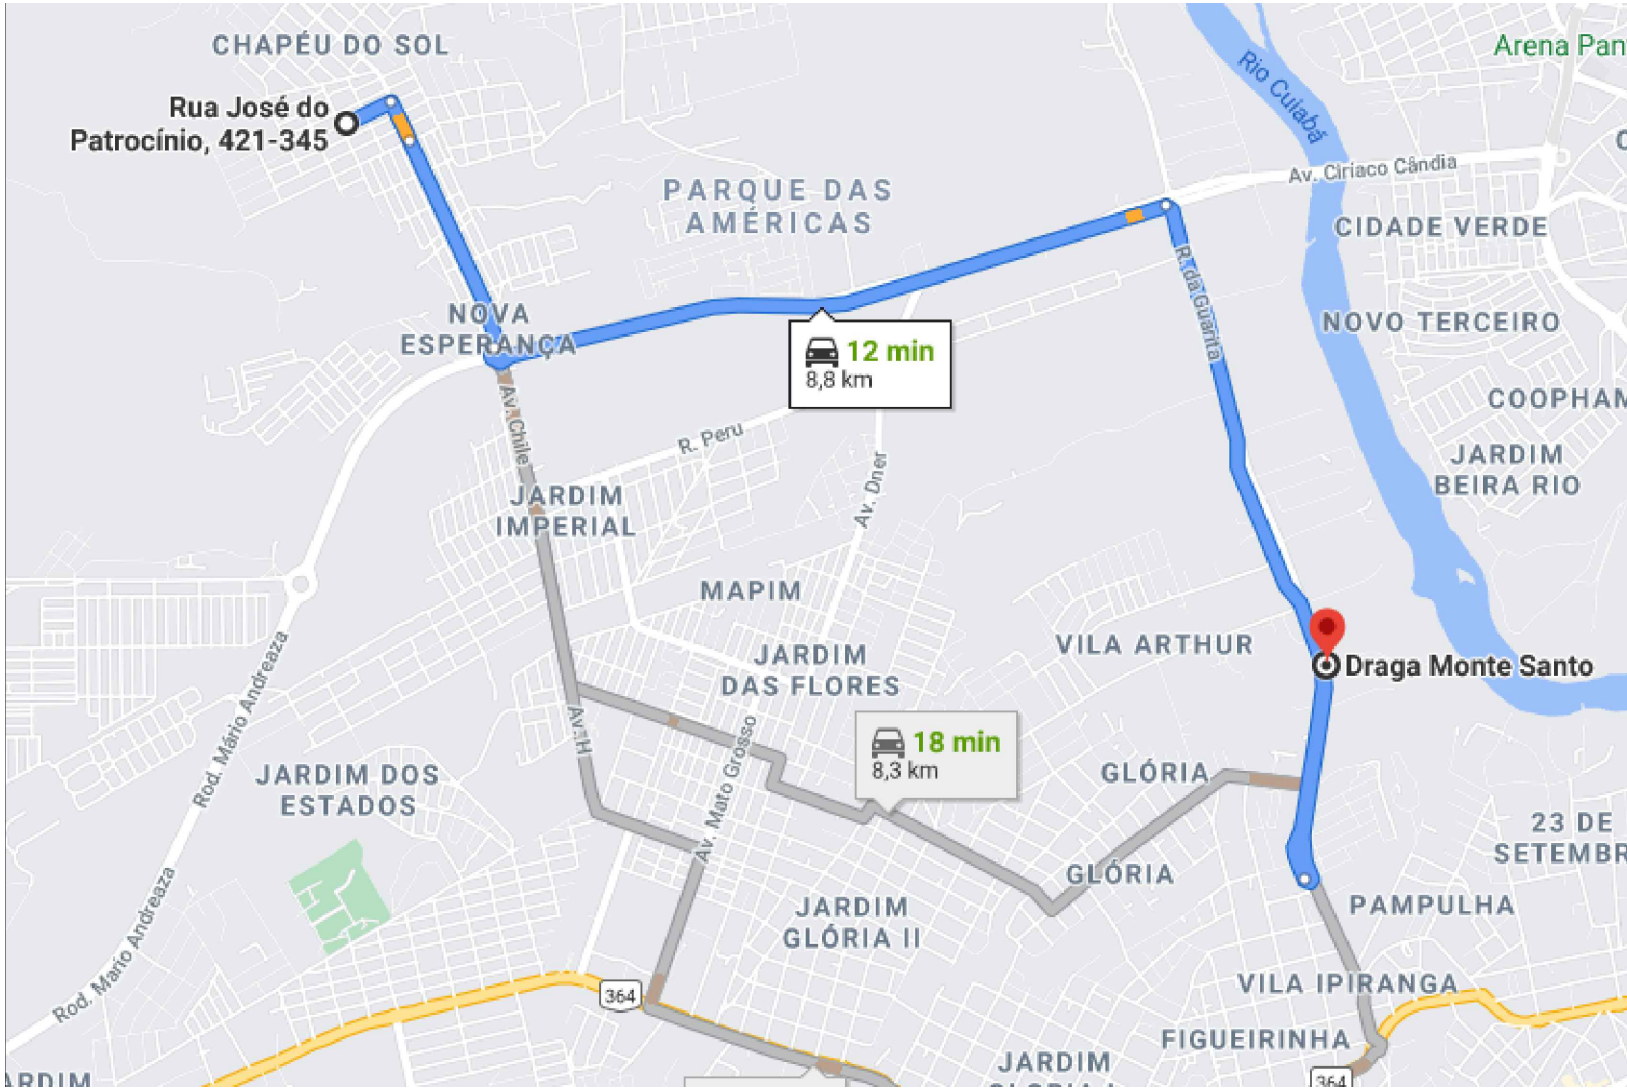 CHAPÉU DO SOL
Arena Pan
Rio Cuiabá
Rua José do
Patrocínio, 421-345
Av. Ciríaco Cândia
PARQUE DAS
AMÉRICAS
CIDADE VERDE
R. da Guarita
NOVA
ESPERANÇA
NOVO TERCEIRO
12 min
8,8 km
COOPHAM
Av. Chile
R. Peru
JARDIM
BEIRA RIO
JARDIM
IMPERIAL
Av. Dner
MAPIM
VILA ARTHUR
JARDIM
DAS FLORES
Draga Monte Santo
Rod. Mário Andreaza
Av. H
Av. Mato Grosso
18 min
8,3 km
JARDIM DOS
ESTADOS
GLÓRIA
23 DE
SETEMBR
GLÓRIA
PAMPULHA
JARDIM
GLÓRIA II
Rod. Mario Andreaza
364
VILA IPIRANGA
FIGUEIRINHA
JARDIM
364